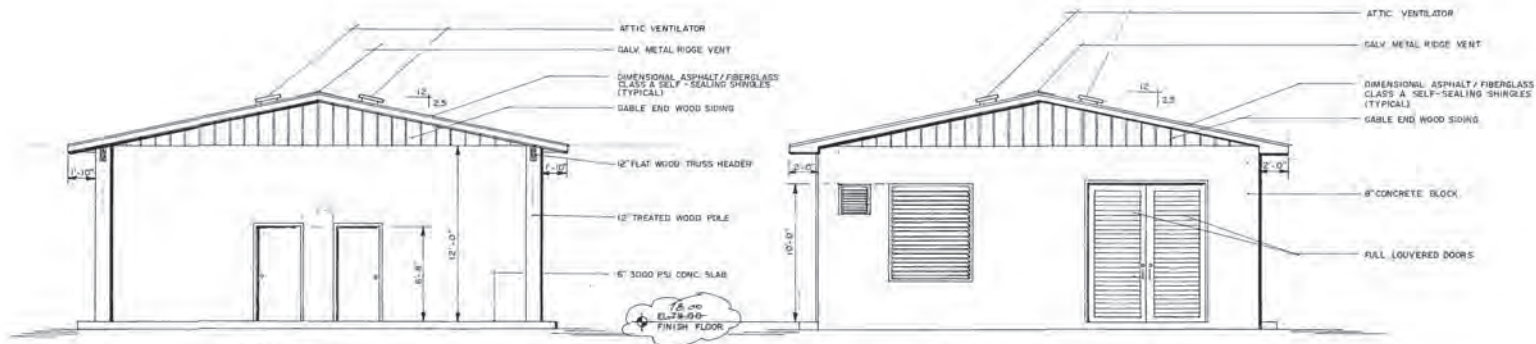 ATTIC VENTILATOR
GALV. METAL RIDGE VENT
DIMENSIONAL ASPHALT/FIBERGLASS
CLASS A SELF-SEALING SHINGLES
(TYPICAL)
GABLE END WOOD SIDING
12
2.5
12" FLAT WOOD TRUSS HEADER
1'-10"
1'-10"
12" TREATED WOOD POLE
12'-0"
6'-8"
6" 3000 PSI CONC. SLAB
78.00
EL. 79.00
FINISH FLOOR
ATTIC VENTILATOR
GALV. METAL RIDGE VENT
DIMENSIONAL ASPHALT/FIBERGLASS
CLASS A SELF-SEALING SHINGLES
(TYPICAL)
GABLE END WOOD SIDING
12
2.5
2'-0"
2'-0"
8" CONCRETE BLOCK
10'-0"
FULL LOUVERED DOORS